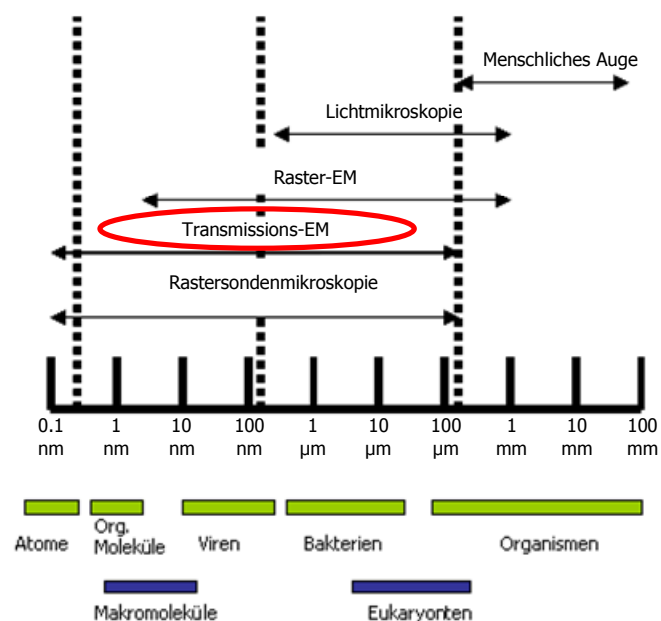 Menschliches Auge
Lichtmikroskopie
Raster-EM
Transmissions-EM
Rastersondenmikroskopie
0.1 1 10 100 1 10 100 1 10 100
nm nm nm nm µm µm µm mm mm mm
Atome
Org.
Moleküle
Viren
Bakterien
Organismen
Makromoleküle
Eukaryonten